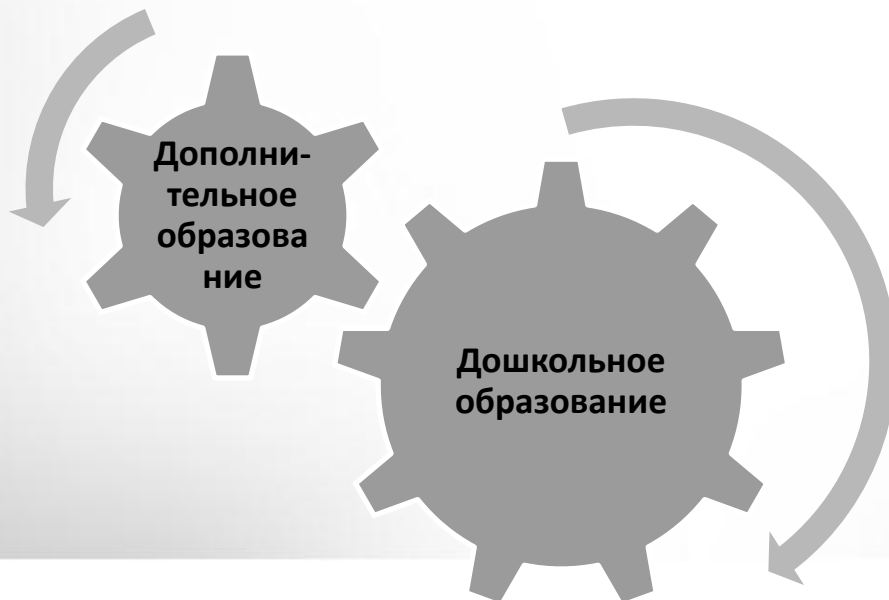 Дополни-
тельное
образова
ние
Дошкольное
образование